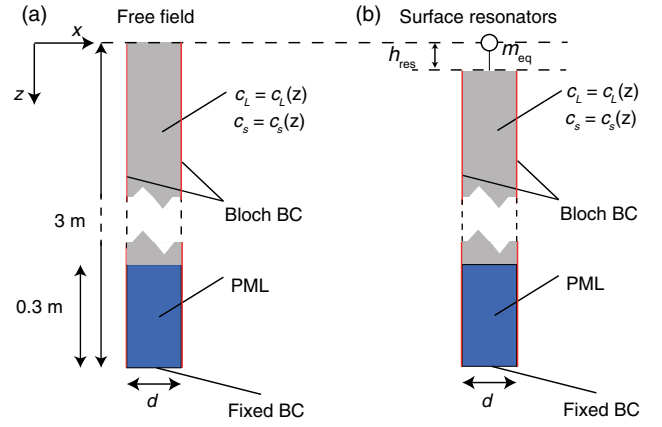 (a)
Free field
x
z
c_L = c_L(z)
c_s = c_s(z)
Bloch BC
3 m
0.3 m
PML
d
Fixed BC
(b)
Surface resonators
h_res
m_eq
c_L = c_L(z)
c_s = c_s(z)
Bloch BC
PML
d
Fixed BC